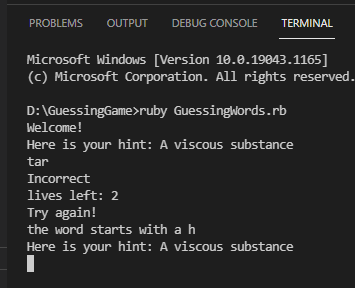 PROBLEMS OUTPUT DEBUG CONSOLE TERMINAL
Microsoft Windows [Version 10.0.19043.1165]
(c) Microsoft Corporation. All rights reserved.
D:\GuessingGame>ruby GuessingWords.rb
Welcome!
Here is your hint: A viscous substance
tar
Incorrect
lives left: 2
Try again!
the word starts with a h
Here is your hint: A viscous substance